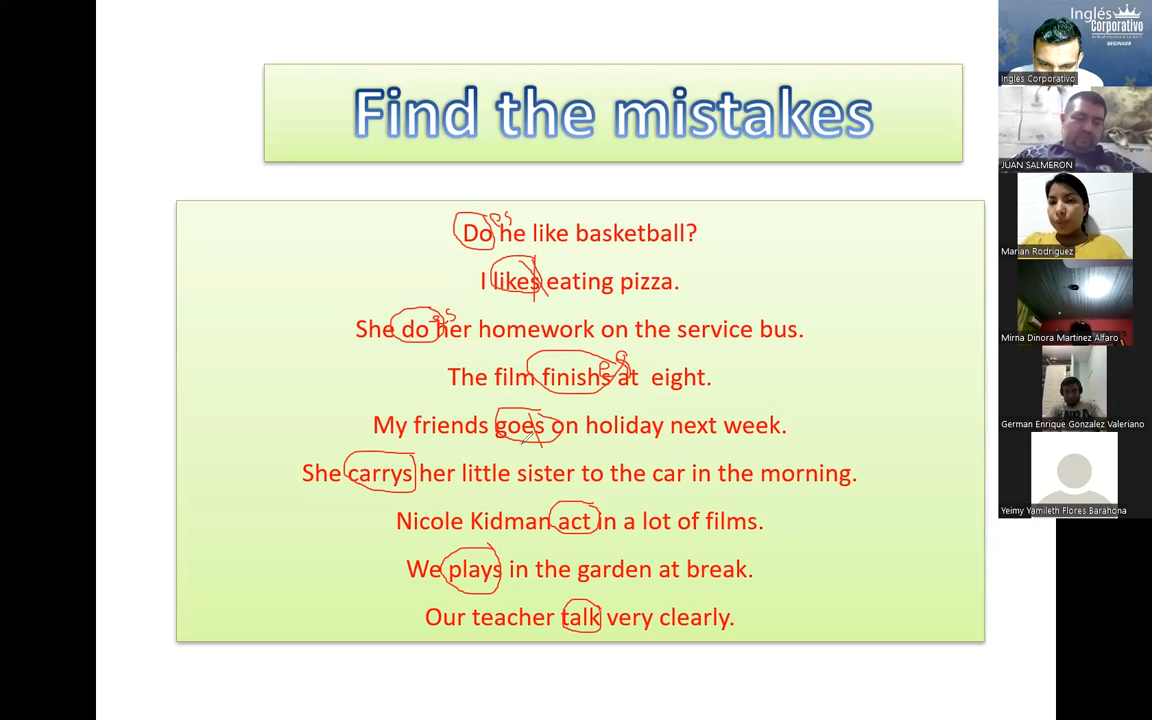 Find the mistakes
Do es he like basketball?
I likes eating pizza.
She do es her homework on the service bus.
The film finishs es at eight.
My friends goes on holiday next week.
She carrys her little sister to the car in the morning.
Nicole Kidman act in a lot of films.
We plays in the garden at break.
Our teacher talk very clearly.
Inglés
Corporativo
BEGINNER
Ingles Corporativo
JUAN SALMERON
Marian Rodriguez
Mirna Dinora Martinez Alfaro
German Enrique Gonzalez Valeriano
Yeimy Yamileth Flores Barahona